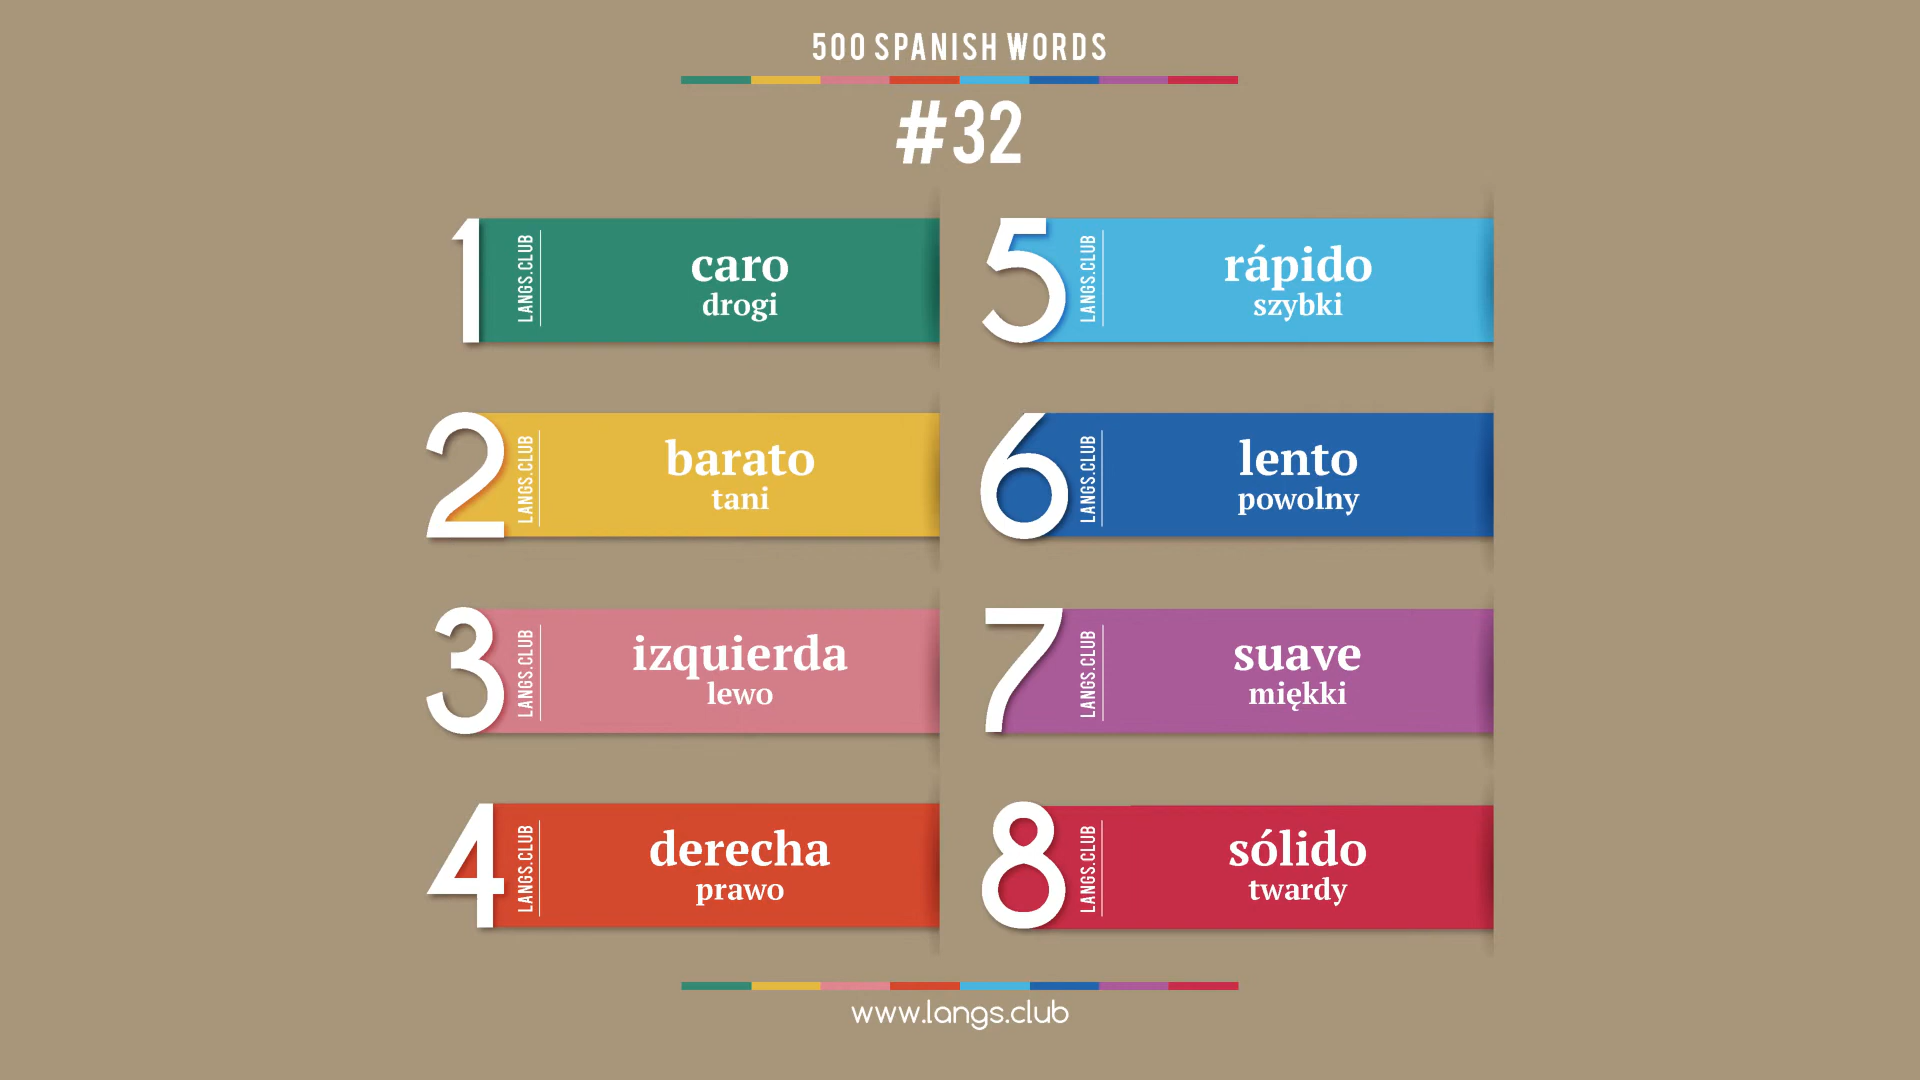 500 SPANISH WORDS
#32
1
LANGS.CLUB
caro
drogi
2
LANGS.CLUB
barato
tani
3
LANGS.CLUB
izquierda
lewo
4
LANGS.CLUB
derecha
prawo
5
LANGS.CLUB
rápido
szybki
6
LANGS.CLUB
lento
powolny
7
LANGS.CLUB
suave
miękki
8
LANGS.CLUB
sólido
twardy
www.langs.club